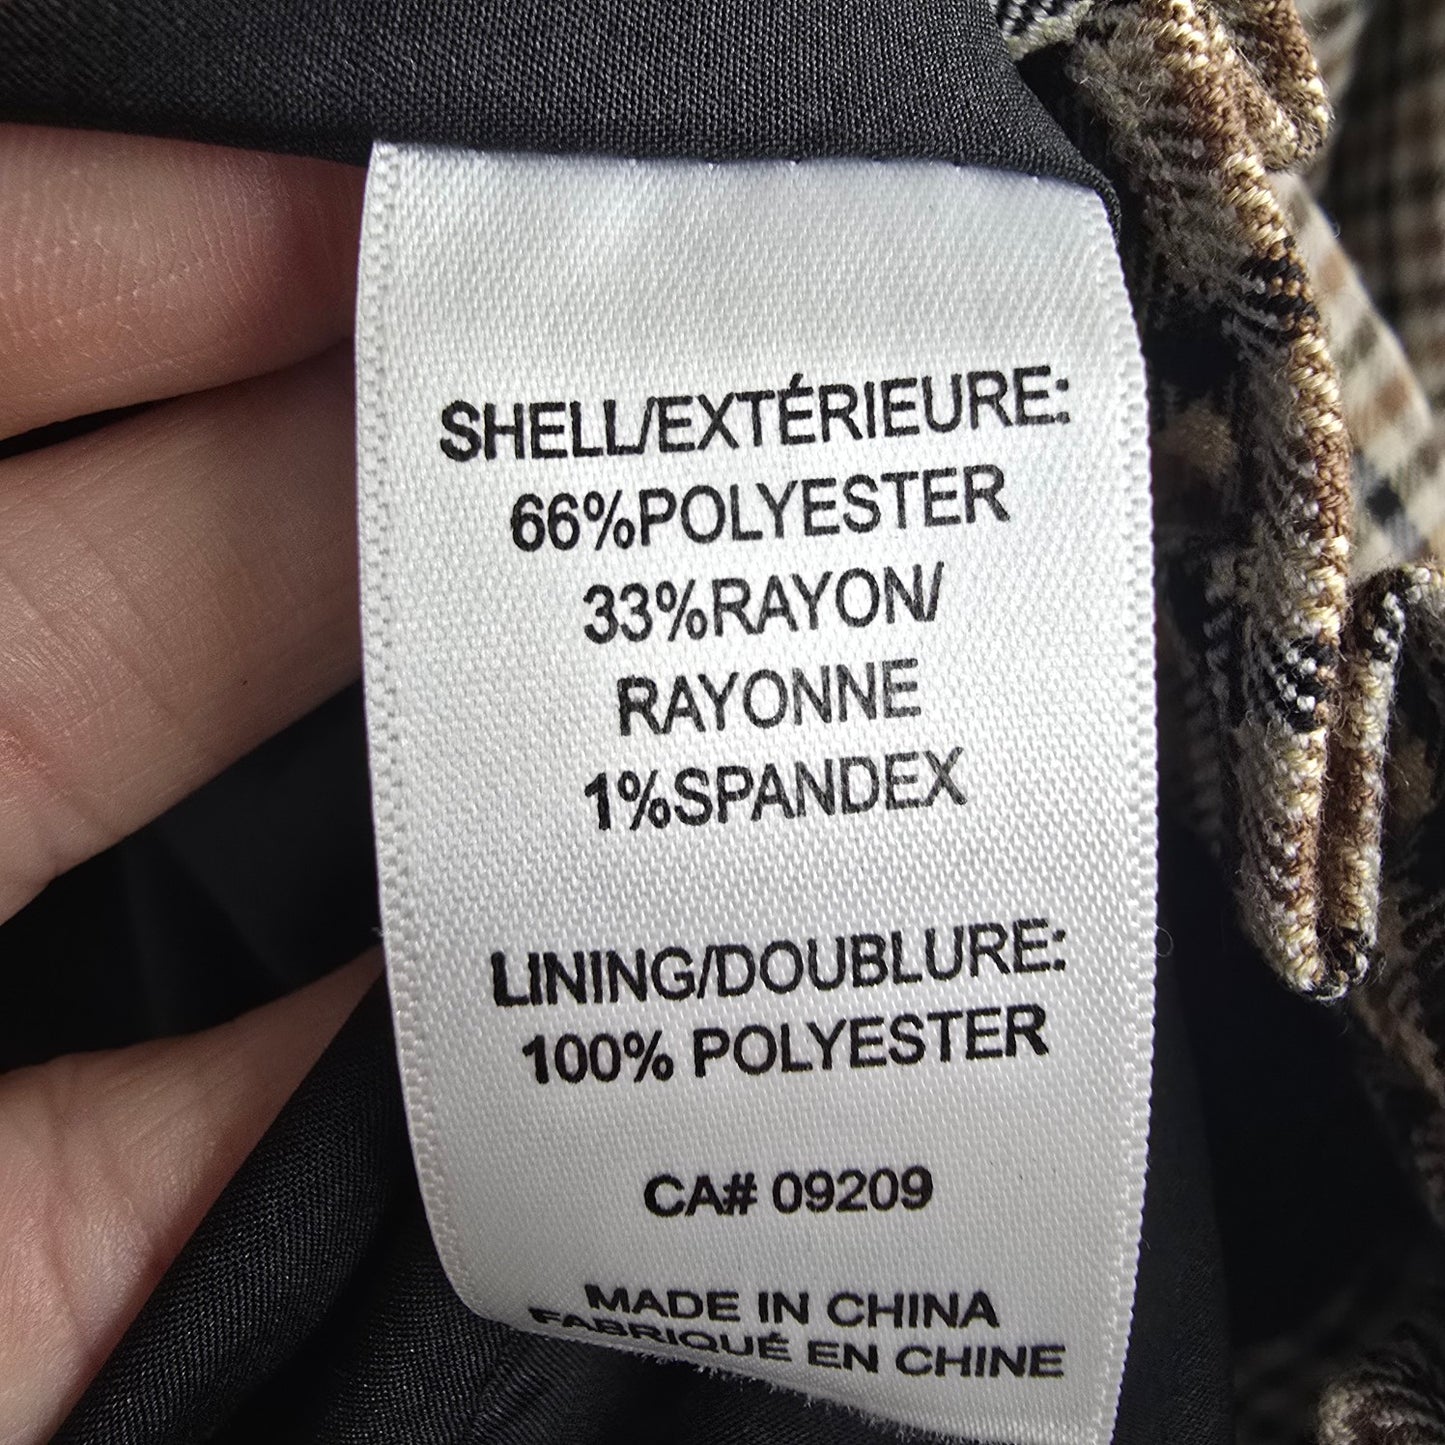 SHELL/EXTÉRIEURE:
66%POLYESTER
33%RAYON/
RAYONNE
1%SPANDEX
LINING/DOUBLURE:
100% POLYESTER
CA# 09209
MADE IN CHINA
FABRIQUÉ EN CHINE